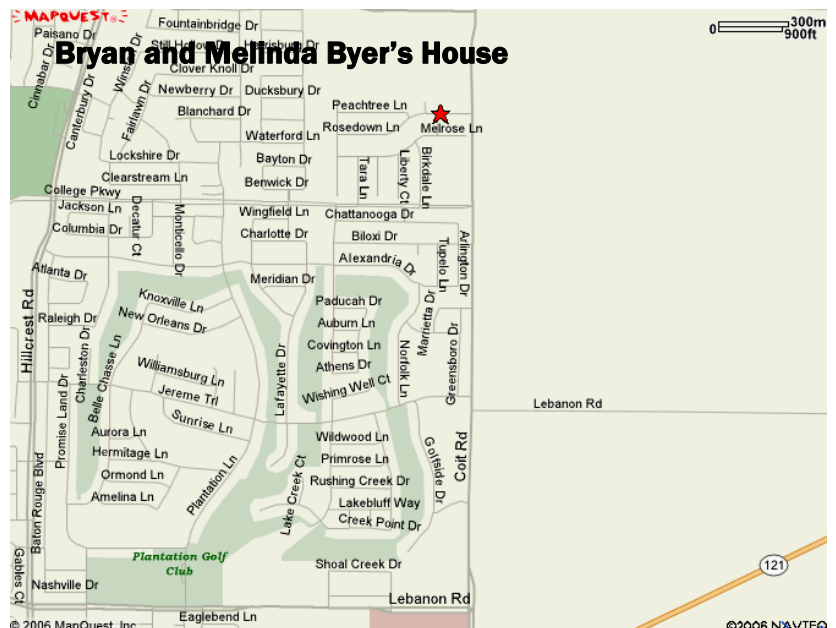 MAPQUEST®
Fountainbridge Dr
300m
0
900ft
Paisano Dr
Bryan and Melinda Byer's House
Winston Dr
Clover Knoll Dr
Cinnabar Dr
Canterbury Dr
Newberry Dr
Ducksbury Dr
Fairlawn Dr
Blanchard Dr
Peachtree Ln
Rosedown Ln
Melrose Ln
Waterford Ln
Lockshire Dr
Bayton Dr
Tara Ln
Liberty Ct
Birkdale Ln
Clearstream Ln
Benwick Dr
College Pkwy
Jackson Ln
Decatur Ct
Monticello Dr
Wingfield Ln
Chattanooga Dr
Columbia Dr
Charlotte Dr
Biloxi Dr
Tupelo Ln
Arlington Dr
Alexandria Dr
Atlanta Dr
Meridian Dr
Hillcrest Rd
Knoxville Ln
Paducah Dr
Marrietta Dr
Raleigh Dr
New Orleans Dr
Auburn Ln
Charleston Dr
Belle Chasse Ln
Covington Ln
Norfolk Ln
Greensboro Dr
Lafayette Dr
Williamsburg Ln
Athens Dr
Jereme Trl
Wishing Well Ct
Lebanon Rd
Sunrise Ln
Promise Land Dr
Aurora Ln
Wildwood Ln
Golfside Dr
Coit Rd
Hermitage Ln
Primrose Ln
Ormond Ln
Plantation Ln
Rushing Creek Dr
Baton Rouge Blvd
Amelina Ln
Lake Creek Ct
Lakebluff Way
Creek Point Dr
Plantation Golf
Club
Shoal Creek Dr
121
Gables Ct
Nashville Dr
Lebanon Rd
Eaglebend Ln
© 2006 MapQuest, Inc.
©2006 NAVTEQ